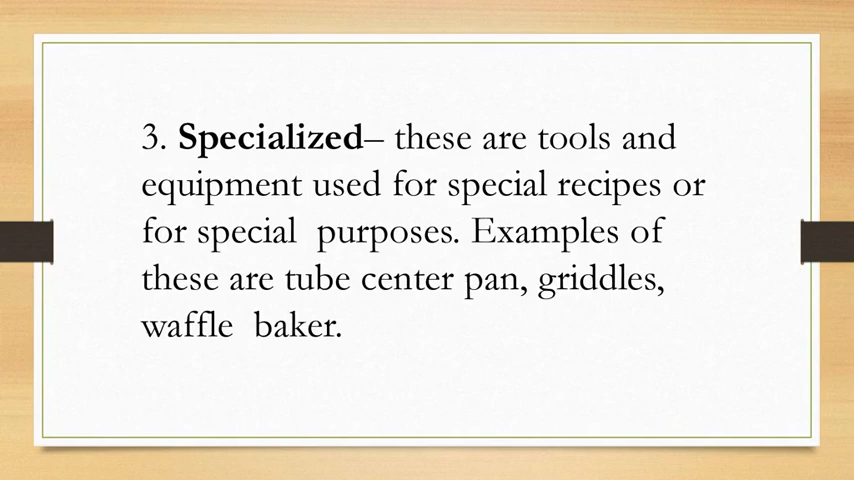 3. Specialized– these are tools and
equipment used for special recipes or
for special  purposes. Examples of
these are tube center pan, griddles,
waffle  baker.